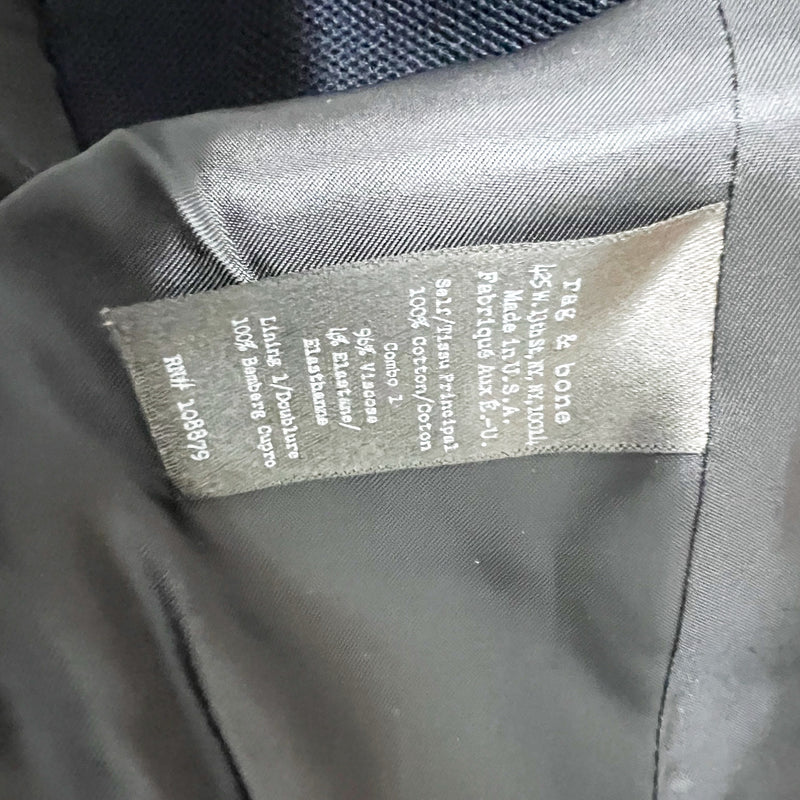 rag & bone
425 W. 13th St, NY, NY, 10014
Made in U.S.A.
Fabriqué Aux É.-U.
Self/Tissu Principal
100% Cotton/Coton
Combo 1
96% Viscose
4% Elastine/
Elasthanne
Lining 1/Doublure
100% Bemberg Cupro
RN# 108879